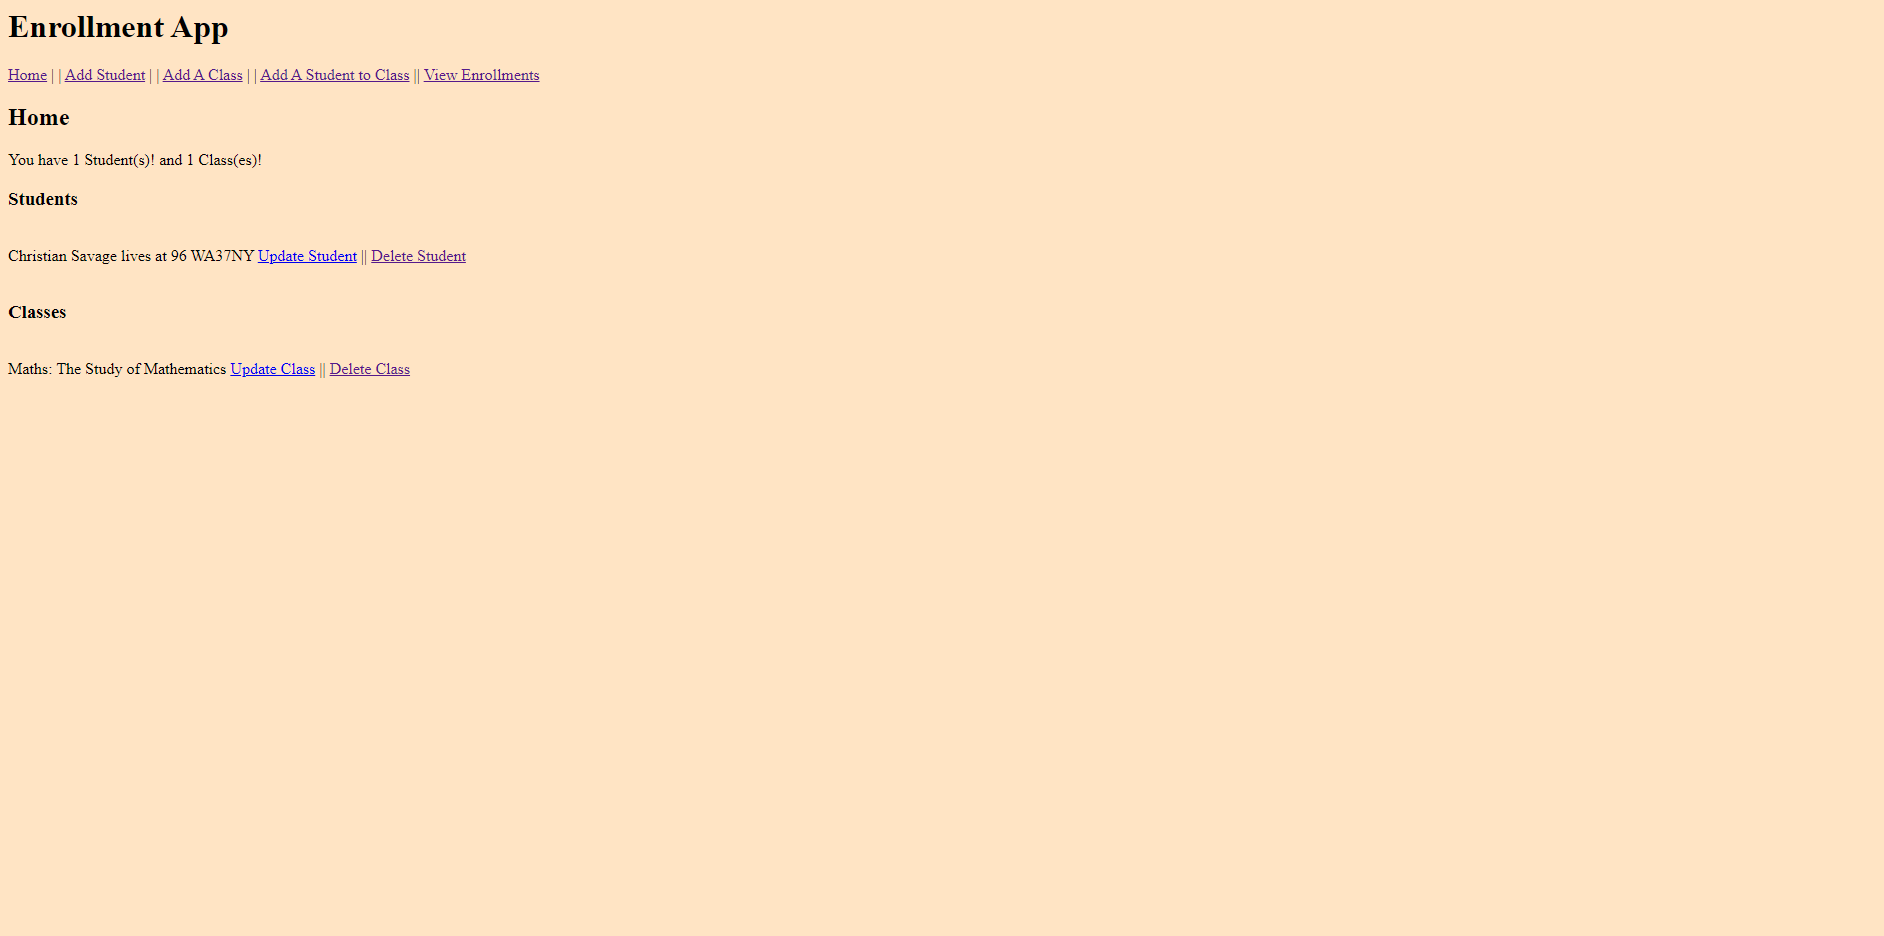 Enrollment App
Home | | Add Student | | Add A Class | | Add A Student to Class || View Enrollments
Home
You have 1 Student(s)! and 1 Class(es)!
Students
Christian Savage lives at 96 WA37NY Update Student || Delete Student
Classes
Maths: The Study of Mathematics Update Class || Delete Class